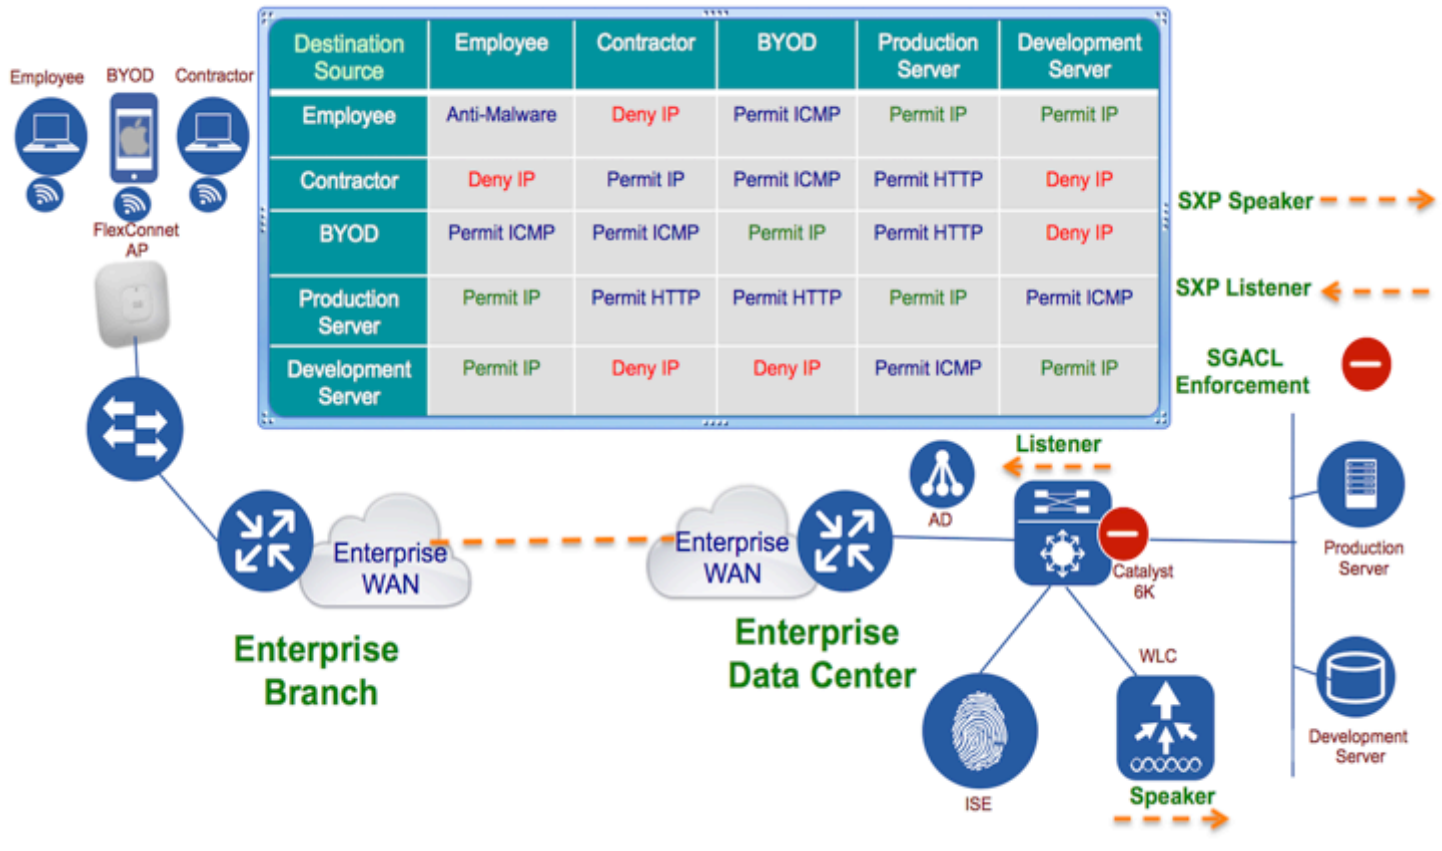 Employee
BYOD
Contractor
FlexConnet
AP
Destination
Source
Employee
Contractor
BYOD
Production
Server
Development
Server
Employee
Anti-Malware
Deny IP
Permit ICMP
Permit IP
Permit IP
Contractor
Deny IP
Permit IP
Permit ICMP
Permit HTTP
Deny IP
BYOD
Permit ICMP
Permit ICMP
Permit IP
Permit HTTP
Deny IP
Production
Server
Permit IP
Permit HTTP
Permit HTTP
Permit IP
Permit ICMP
Development
Server
Permit IP
Deny IP
Deny IP
Permit ICMP
Permit IP
SXP Speaker
SXP Listener
SGACL
Enforcement
Listener
AD
Catalyst
6K
Enterprise
WAN
Enterprise
WAN
Enterprise
Branch
Enterprise
Data Center
Production
Server
WLC
Development
Server
ISE
Speaker